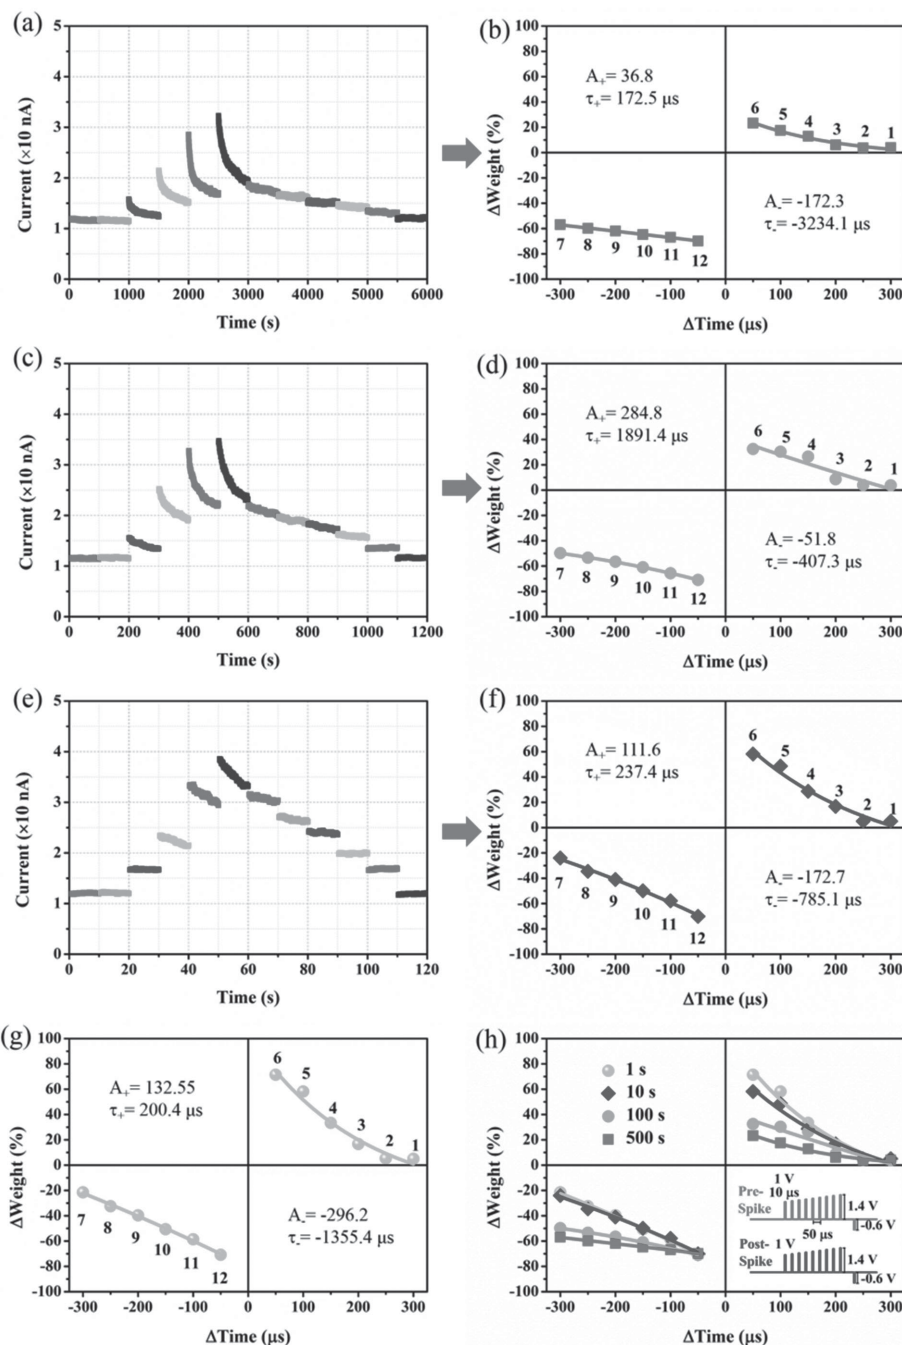 (a)
5
4
3
2
1
0
Current (×10 nA)
0 1000 2000 3000 4000 5000 6000
Time (s)
(b)
100
80
60
40
20
0
-20
-40
-60
-80
-100
ΔWeight (%)
A+= 36.8
τ+= 172.5 μs
6 5 4 3 2 1
A-= -172.3
τ-= -3234.1 μs
7 8 9 10 11 12
-300 -200 -100 0 100 200 300
ΔTime (μs)
(c)
5
4
3
2
1
0
Current (×10 nA)
0 200 400 600 800 1000 1200
Time (s)
(d)
100
80
60
40
20
0
-20
-40
-60
-80
-100
ΔWeight (%)
A+= 284.8
τ+= 1891.4 μs
6 5 4 3 2 1
A-= -51.8
τ-= -407.3 μs
7 8 9 10 11 12
-300 -200 -100 0 100 200 300
ΔTime (μs)
(e)
5
4
3
2
1
0
Current (×10 nA)
0 20 40 60 80 100 120
Time (s)
(f)
100
80
60
40
20
0
-20
-40
-60
-80
-100
ΔWeight (%)
A+= 111.6
τ+= 237.4 μs
6 5 4 3 2 1
A-= -172.7
τ-= -785.1 μs
7 8 9 10 11 12
-300 -200 -100 0 100 200 300
ΔTime (μs)
(g)
100
80
60
40
20
0
-20
-40
-60
-80
-100
ΔWeight (%)
A+= 132.55
τ+= 200.4 μs
6 5 4 3 2 1
A-= -296.2
τ-= -1355.4 μs
7 8 9 10 11 12
-300 -200 -100 0 100 200 300
ΔTime (μs)
(h)
100
80
60
40
20
0
-20
-40
-60
-80
-100
ΔWeight (%)
1 s
10 s
100 s
500 s
1 V
Pre- 10 μs
Spike 1.4 V
-0.6 V
50 μs
Post- 1 V
Spike 1.4 V
-0.6 V
-300 -200 -100 0 100 200 300
ΔTime (μs)